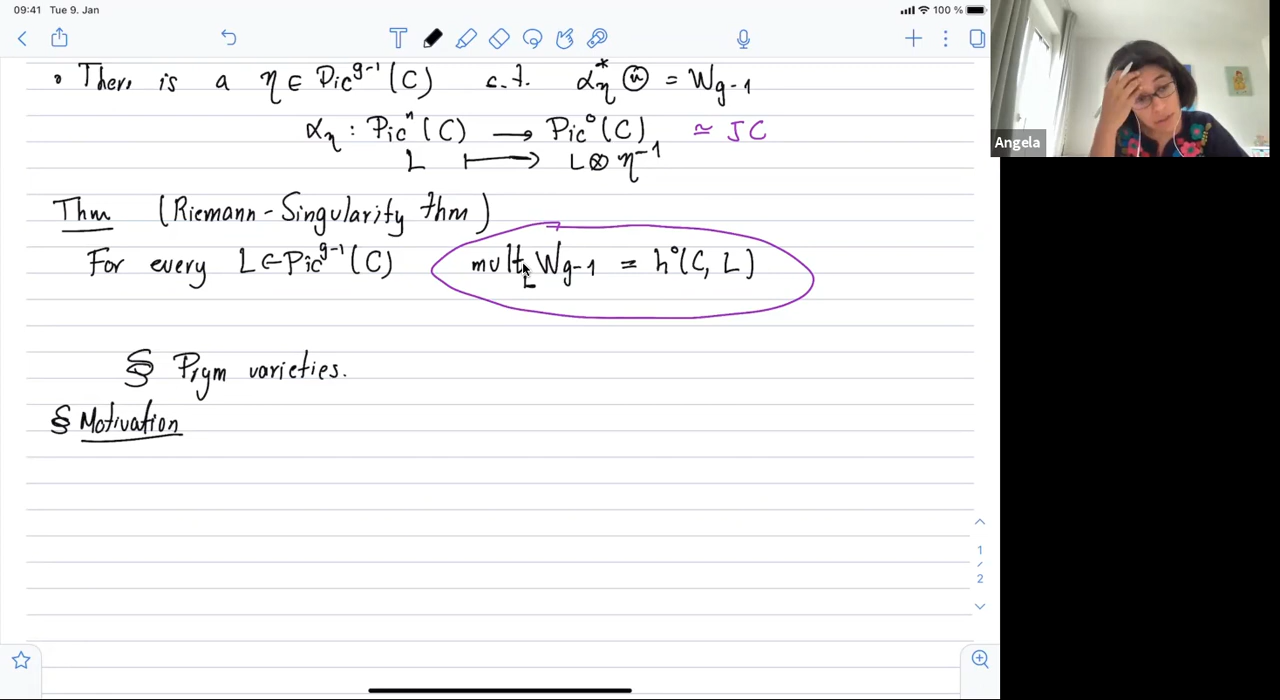 09:41 Tue 9. Jan 100 %
• There is a η ∈ Pic^{g-1}(C) s.t. α_η^* Ⓗ = W_{g-1}
α_η : Pic^n(C) → Pic^0(C) ≃ JC
L ⟼ L ⊗ η^{-1}
Angela
Thm (Riemann-Singularity thm)
For every L ∈ Pic^{g-1}(C) mult_L W_{g-1} = h^0(C, L)
§ Prym varieties.
§ Motivation
1
/
2